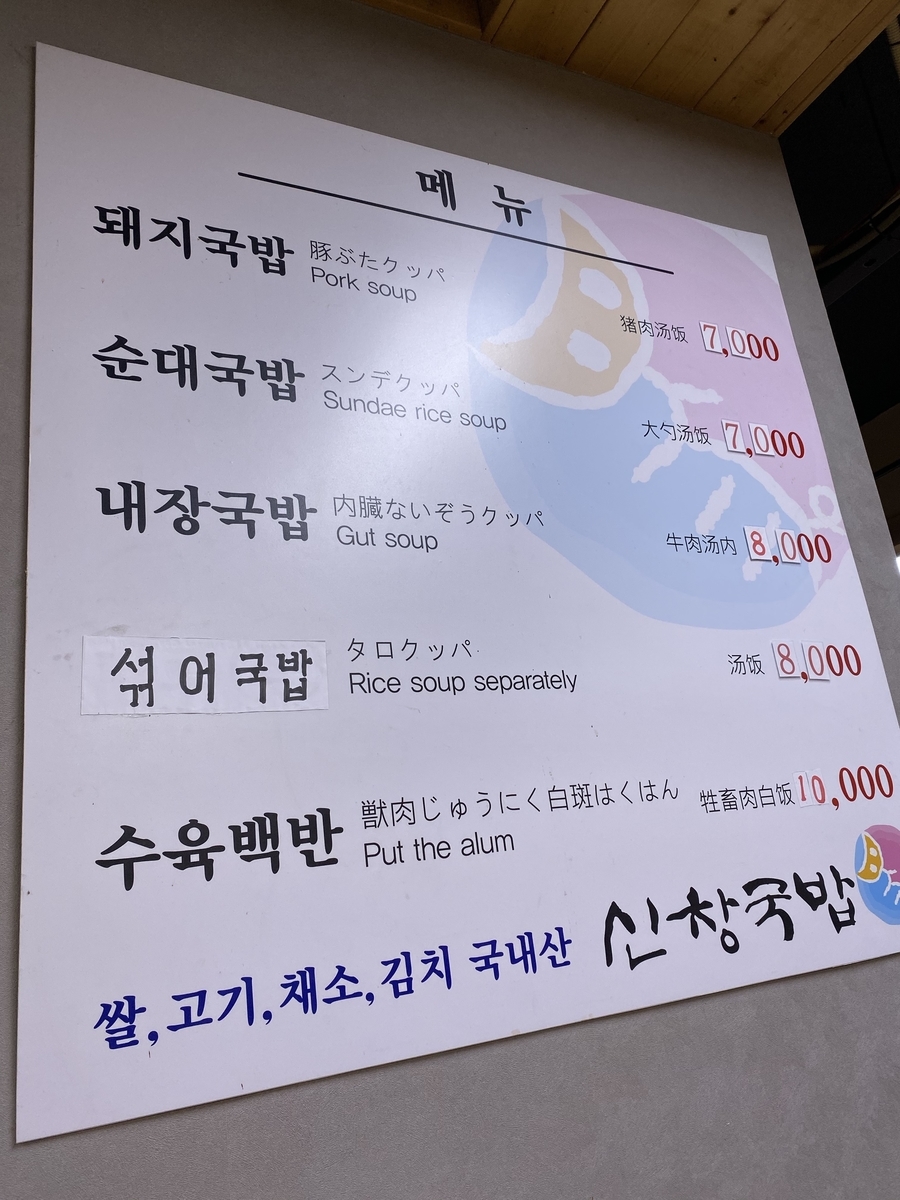 메뉴
돼지국밥 豚ぶたクッパ
Pork soup
猪肉汤饭 7,000
순대국밥 スンデクッパ
Sundae rice soup
大勺汤饭 7,000
내장국밥 内臓ないぞうクッパ
Gut soup
牛肉汤内 8,000
섞어국밥 タロクッパ
Rice soup separately
汤饭 8,000
수육백반 獣肉じゅうにく白斑はくはん
Put the alum
牲畜肉白饭 10,000
신창국밥
쌀,고기,채소,김치 국내산